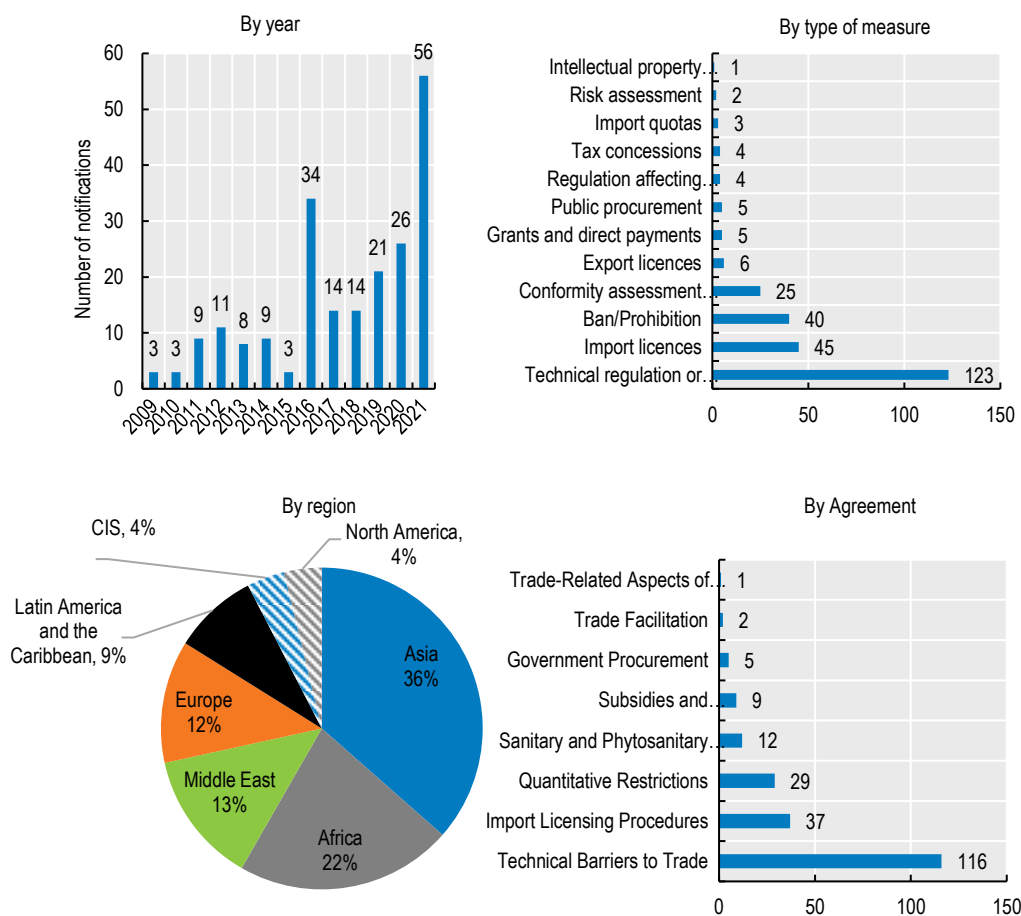 By year
Number of notifications
60
50
40
30
20
10
0
3
3
9
11
8
9
3
34
14
14
21
26
56
2009
2010
2011
2012
2013
2014
2015
2016
2017
2018
2019
2020
2021
By type of measure
Intellectual property.. 1
Risk assessment 2
Import quotas 3
Tax concessions 4
Regulation affecting.. 4
Public procurement 5
Grants and direct payments 5
Export licences 6
Conformity assessment.. 25
Ban/Prohibition 40
Import licences 45
Technical regulation or.. 123
0 50 100 150
By region
CIS, 4%
North America,
4%
Latin America
and the
Caribbean, 9%
Asia
36%
Europe
12%
Middle East
13%
Africa
22%
By Agreement
Trade-Related Aspects of.. 1
Trade Facilitation 2
Government Procurement 5
Subsidies and.. 9
Sanitary and Phytosanitary.. 12
Quantitative Restrictions 29
Import Licensing Procedures 37
Technical Barriers to Trade 116
0 50 100 150